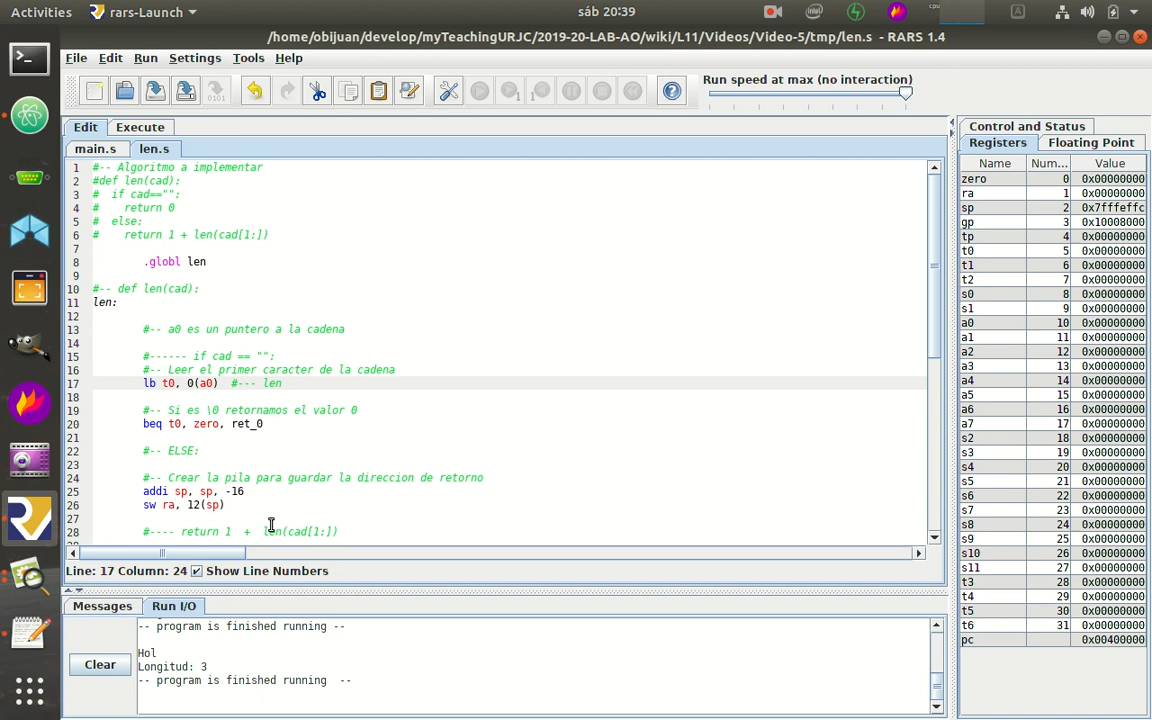 Activities rars-Launch sáb 20:39 cpu A
/home/obijuan/develop/myTeachingURJC/2019-20-LAB-AO/wiki/L11/Videos/Video-5/tmp/len.s - RARS 1.4
File Edit Run Settings Tools Help
Run speed at max (no interaction)
Edit Execute
main.s len.s
1 #-- Algoritmo a implementar
2 #def len(cad):
3 # if cad=="":
4 # return 0
5 # else:
6 # return 1 + len(cad[1:])
7
8 .globl len
9
10 #-- def len(cad):
11 len:
12
13 #-- a0 es un puntero a la cadena
14
15 #------ if cad == "":
16 #-- Leer el primer caracter de la cadena
17 lb t0, 0(a0) #--- len
18
19 #-- Si es \0 retornamos el valor 0
20 beq t0, zero, ret_0
21
22 #-- ELSE:
23
24 #-- Crear la pila para guardar la direccion de retorno
25 addi sp, sp, -16
26 sw ra, 12(sp)
27
28 #---- return 1 + len(cad[1:])
Line: 17 Column: 24 Show Line Numbers
Messages Run I/O
Clear
-- program is finished running --
Hol
Longitud: 3
-- program is finished running --
Control and Status
Registers Floating Point
Name Num... Value
zero 0 0x00000000
ra 1 0x00000000
sp 2 0x7fffeffc
gp 3 0x10008000
tp 4 0x00000000
t0 5 0x00000000
t1 6 0x00000000
t2 7 0x00000000
s0 8 0x00000000
s1 9 0x00000000
a0 10 0x00000000
a1 11 0x00000000
a2 12 0x00000000
a3 13 0x00000000
a4 14 0x00000000
a5 15 0x00000000
a6 16 0x00000000
a7 17 0x00000000
s2 18 0x00000000
s3 19 0x00000000
s4 20 0x00000000
s5 21 0x00000000
s6 22 0x00000000
s7 23 0x00000000
s8 24 0x00000000
s9 25 0x00000000
s10 26 0x00000000
s11 27 0x00000000
t3 28 0x00000000
t4 29 0x00000000
t5 30 0x00000000
t6 31 0x00000000
pc 0x00400000